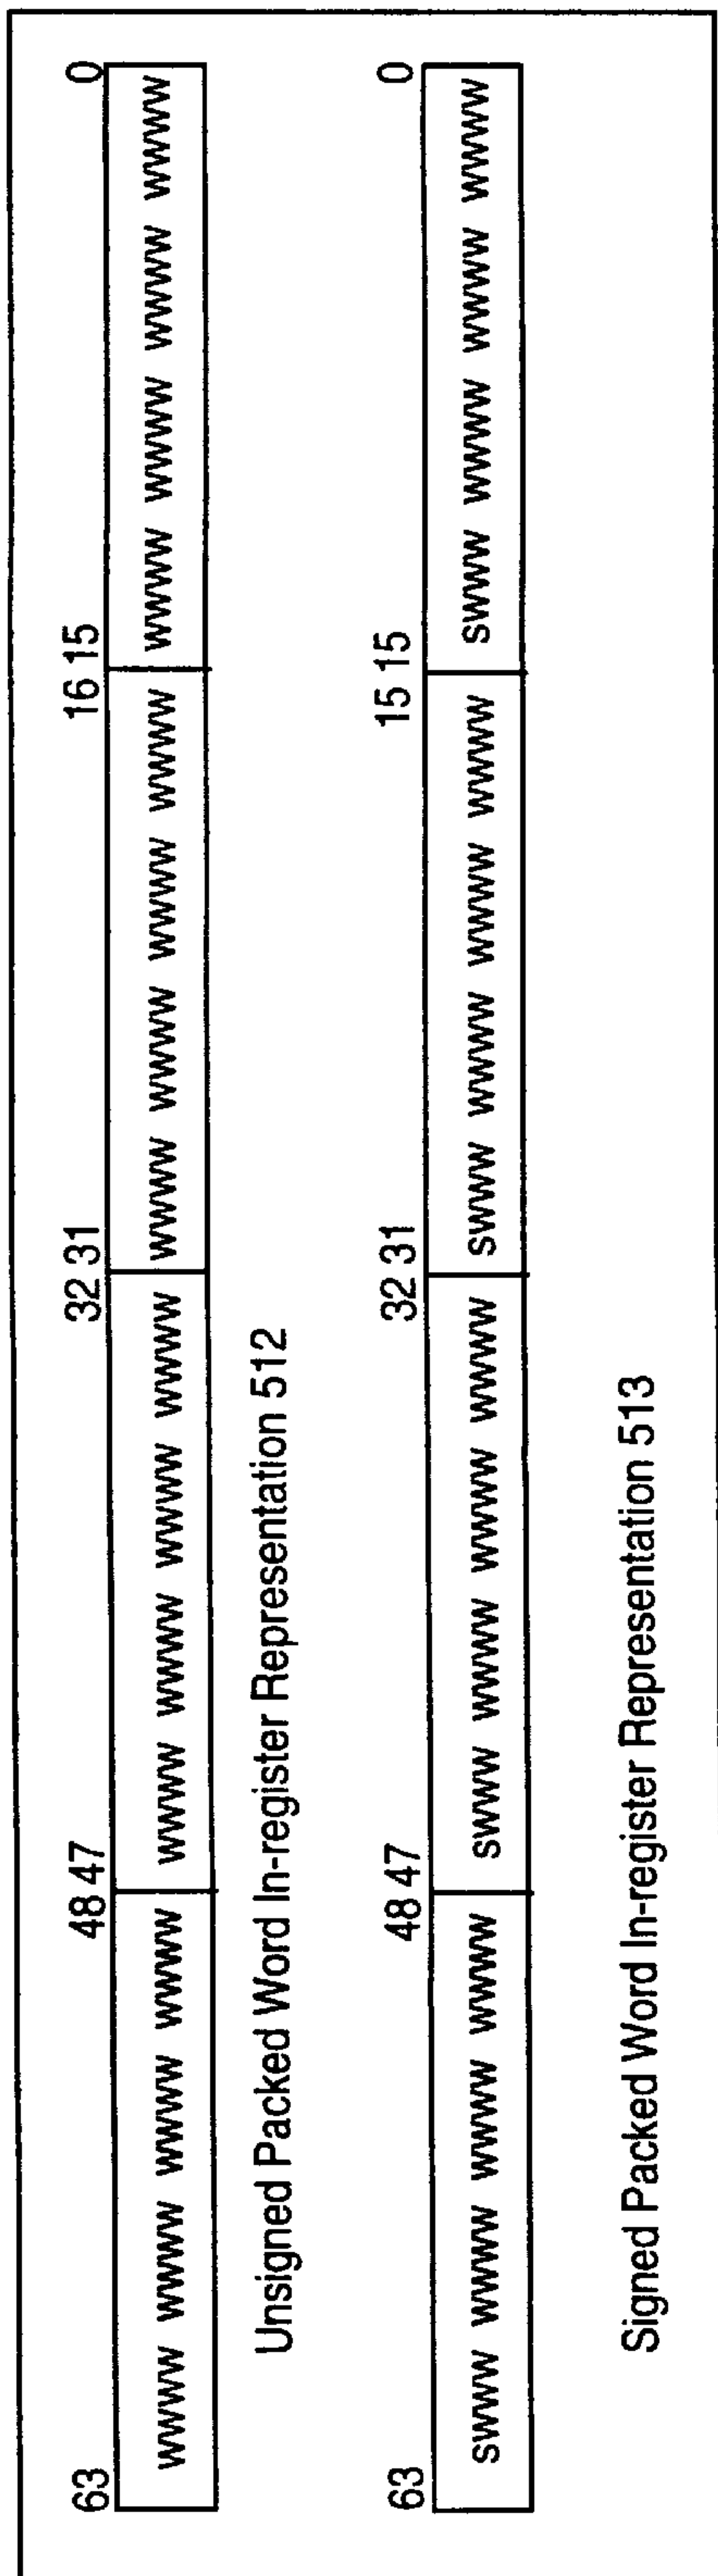 63 48 47 32 31 16 15 0
wwww wwww wwww wwww wwww wwww wwww wwww wwww wwww wwww wwww wwww wwww wwww wwww
Unsigned Packed Word In-register Representation 512
63 48 47 32 31 15 15 0
swww wwww wwww wwww swww wwww wwww wwww swww wwww wwww wwww swww wwww wwww wwww
Signed Packed Word In-register Representation 513